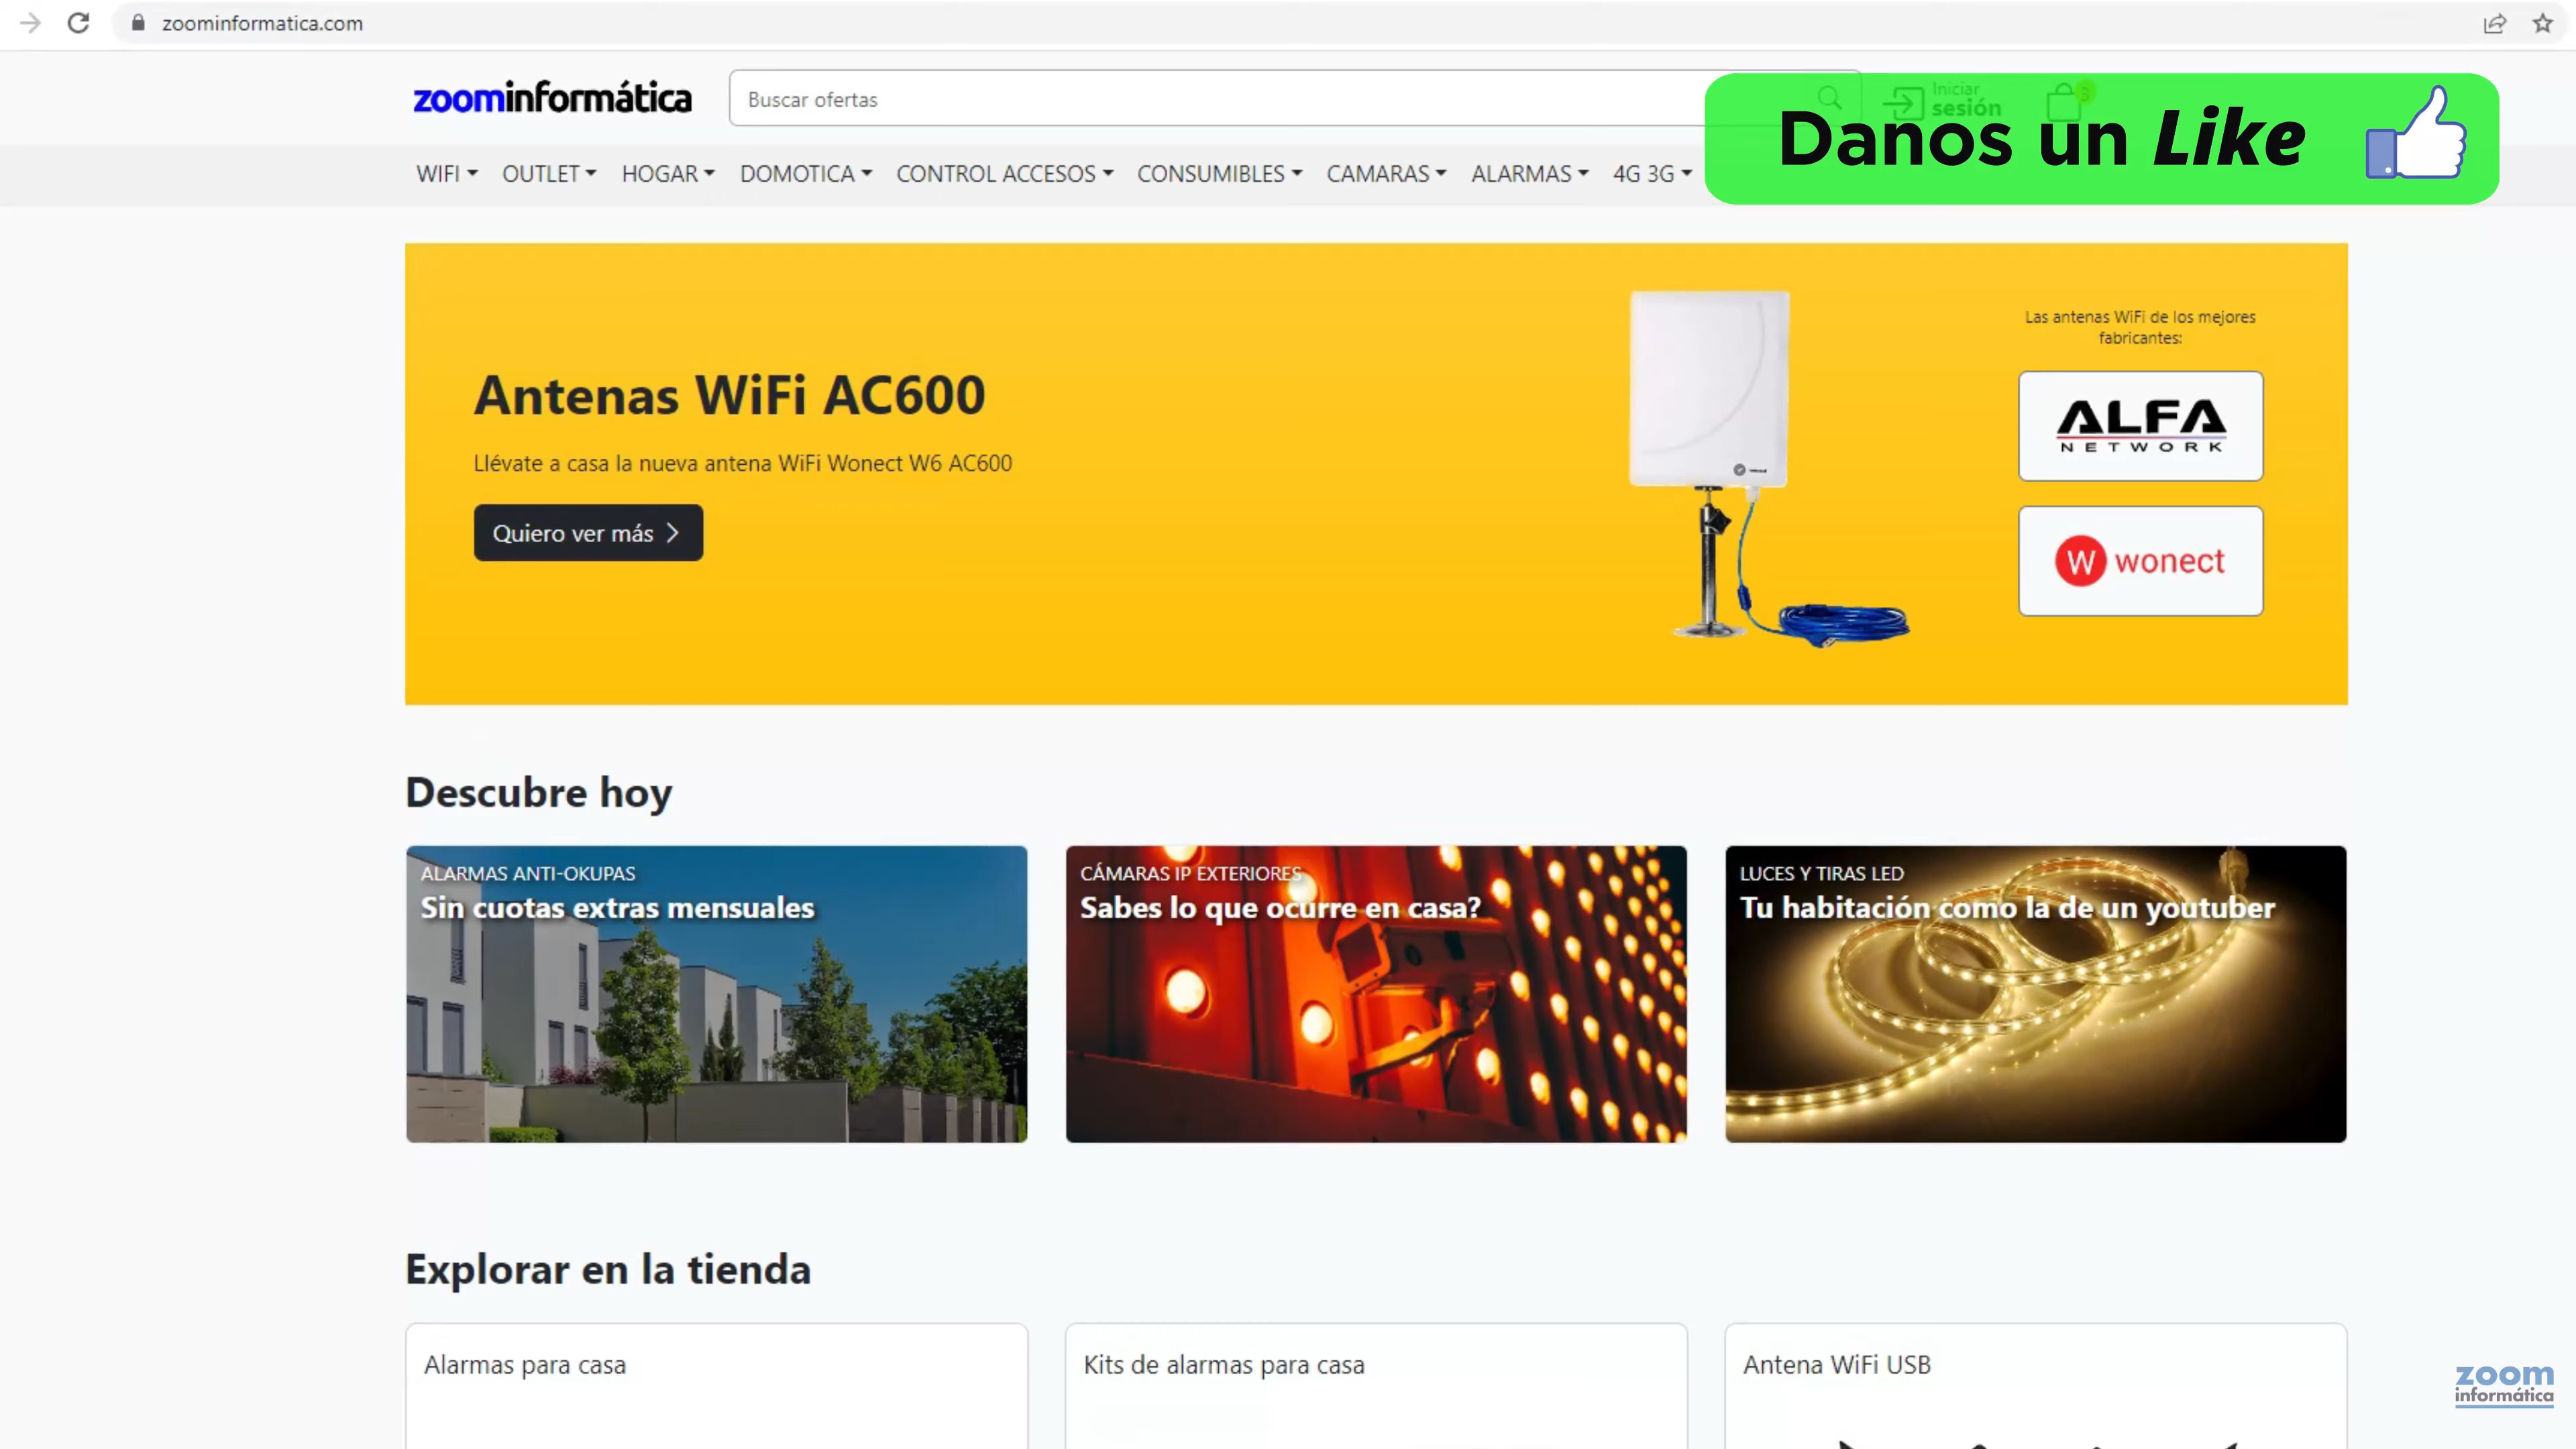 zoominformatica.com
zoominformática
Buscar ofertas
Iniciar
sesión
3
Danos un Like
WIFI
OUTLET
HOGAR
DOMOTICA
CONTROL ACCESOS
CONSUMIBLES
CAMARAS
ALARMAS
4G 3G
Antenas WiFi AC600
Llévate a casa la nueva antena WiFi Wonect W6 AC600
Quiero ver más
Las antenas WiFi de los mejores
fabricantes:
ALFA
NETWORK
W wonect
Descubre hoy
ALARMAS ANTI-OKUPAS
Sin cuotas extras mensuales
CÁMARAS IP EXTERIORES
Sabes lo que ocurre en casa?
LUCES Y TIRAS LED
Tu habitación como la de un youtuber
Explorar en la tienda
Alarmas para casa
Kits de alarmas para casa
Antena WiFi USB
zoom
informática